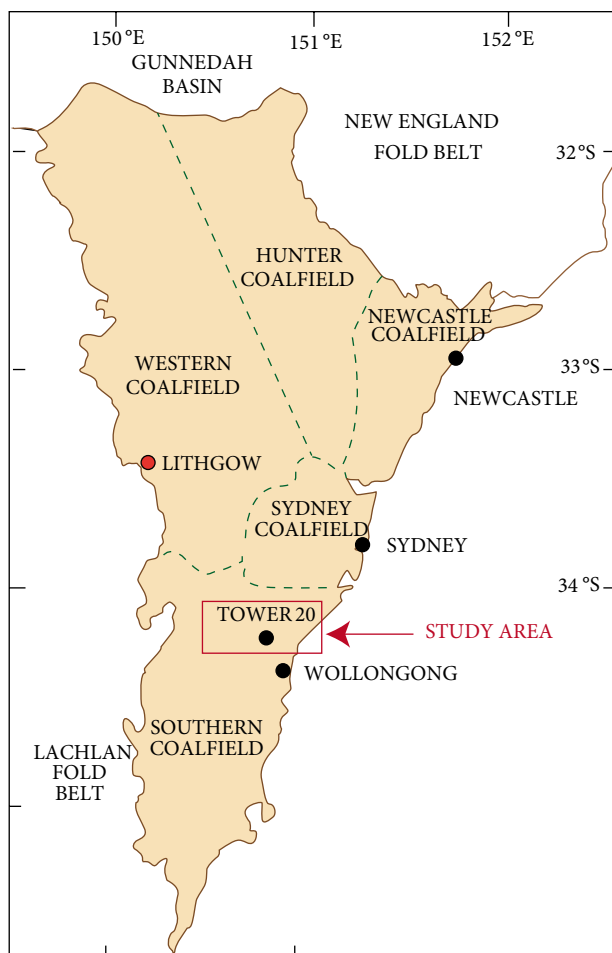 150°E
151°E
152°E
GUNNEDAH
BASIN
NEW ENGLAND
FOLD BELT
32°S
HUNTER
COALFIELD
NEWCASTLE
COALFIELD
WESTERN
COALFIELD
33°S
NEWCASTLE
LITHGOW
SYDNEY
COALFIELD
SYDNEY
34°S
TOWER 20
STUDY AREA
WOLLONGONG
SOUTHERN
COALFIELD
LACHLAN
FOLD
BELT